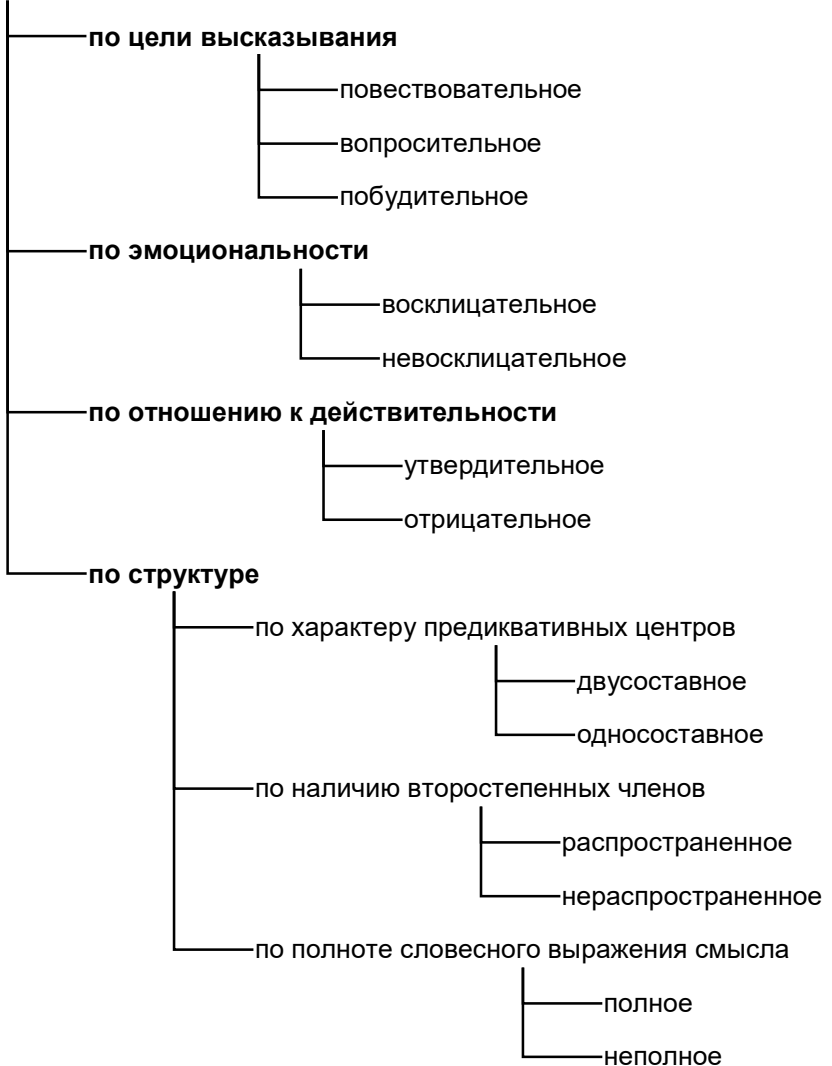 по цели высказывания
повествовательное
вопросительное
побудительное
по эмоциональности
восклицательное
невосклицательное
по отношению к действительности
утвердительное
отрицательное
по структуре
по характеру предиквативных центров
двусоставное
односоставное
по наличию второстепенных членов
распространенное
нераспространенное
по полноте словесного выражения смысла
полное
неполное